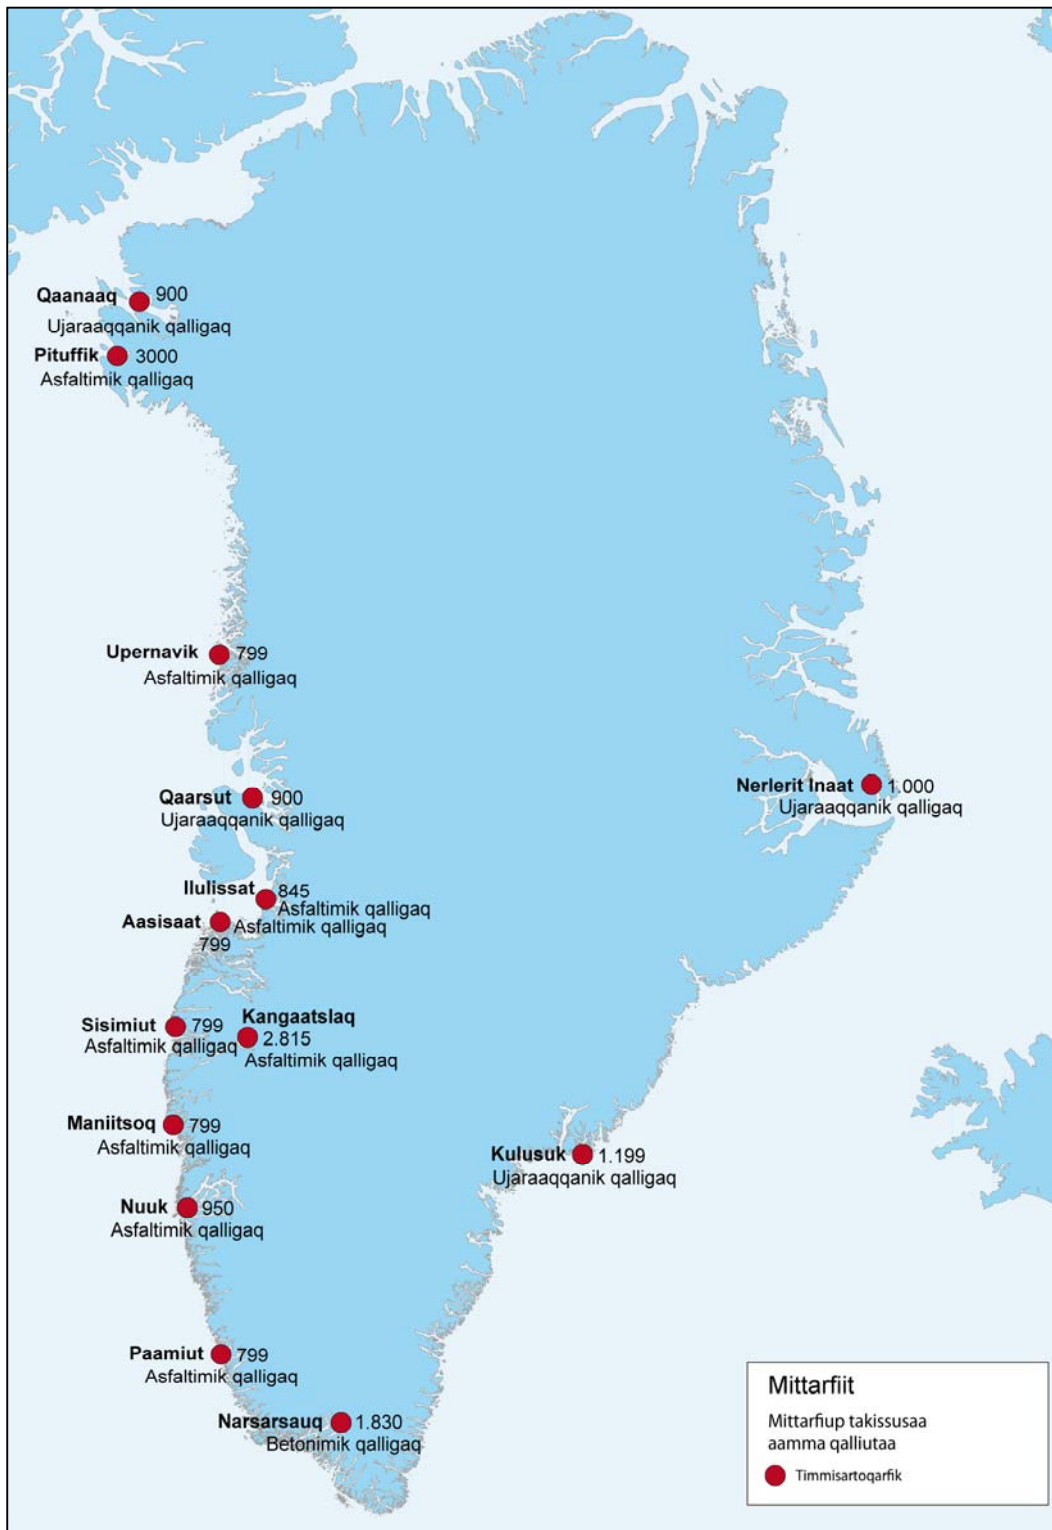 Qaanaaq 900
Ujaraaqqanik qalligaq
Pituffik 3000
Asfaltimik qalligaq
Upernavik 799
Asfaltimik qalligaq
Qaarsut 900
Ujaraaqqanik qalligaq
Nerlerit Inaat 1.000
Ujaraaqqanik qalligaq
Ilulissat 845
Asfaltimik qalligaq
Aasisaat Asfaltimik qalligaq
799
Sisimiut 799
Asfaltimik qalligaq
Kangaatslaq
2.815
Asfaltimik qalligaq
Maniitsoq 799
Asfaltimik qalligaq
Kulusuk 1.199
Ujaraaqqanik qalligaq
Nuuk 950
Asfaltimik qalligaq
Paamiut 799
Asfaltimik qalligaq
Narsarsauq 1.830
Betonimik qalligaq
Mittarfiit
Mittarfiup takissusaa
aamma qalliutaa
Timmisartoqarfik